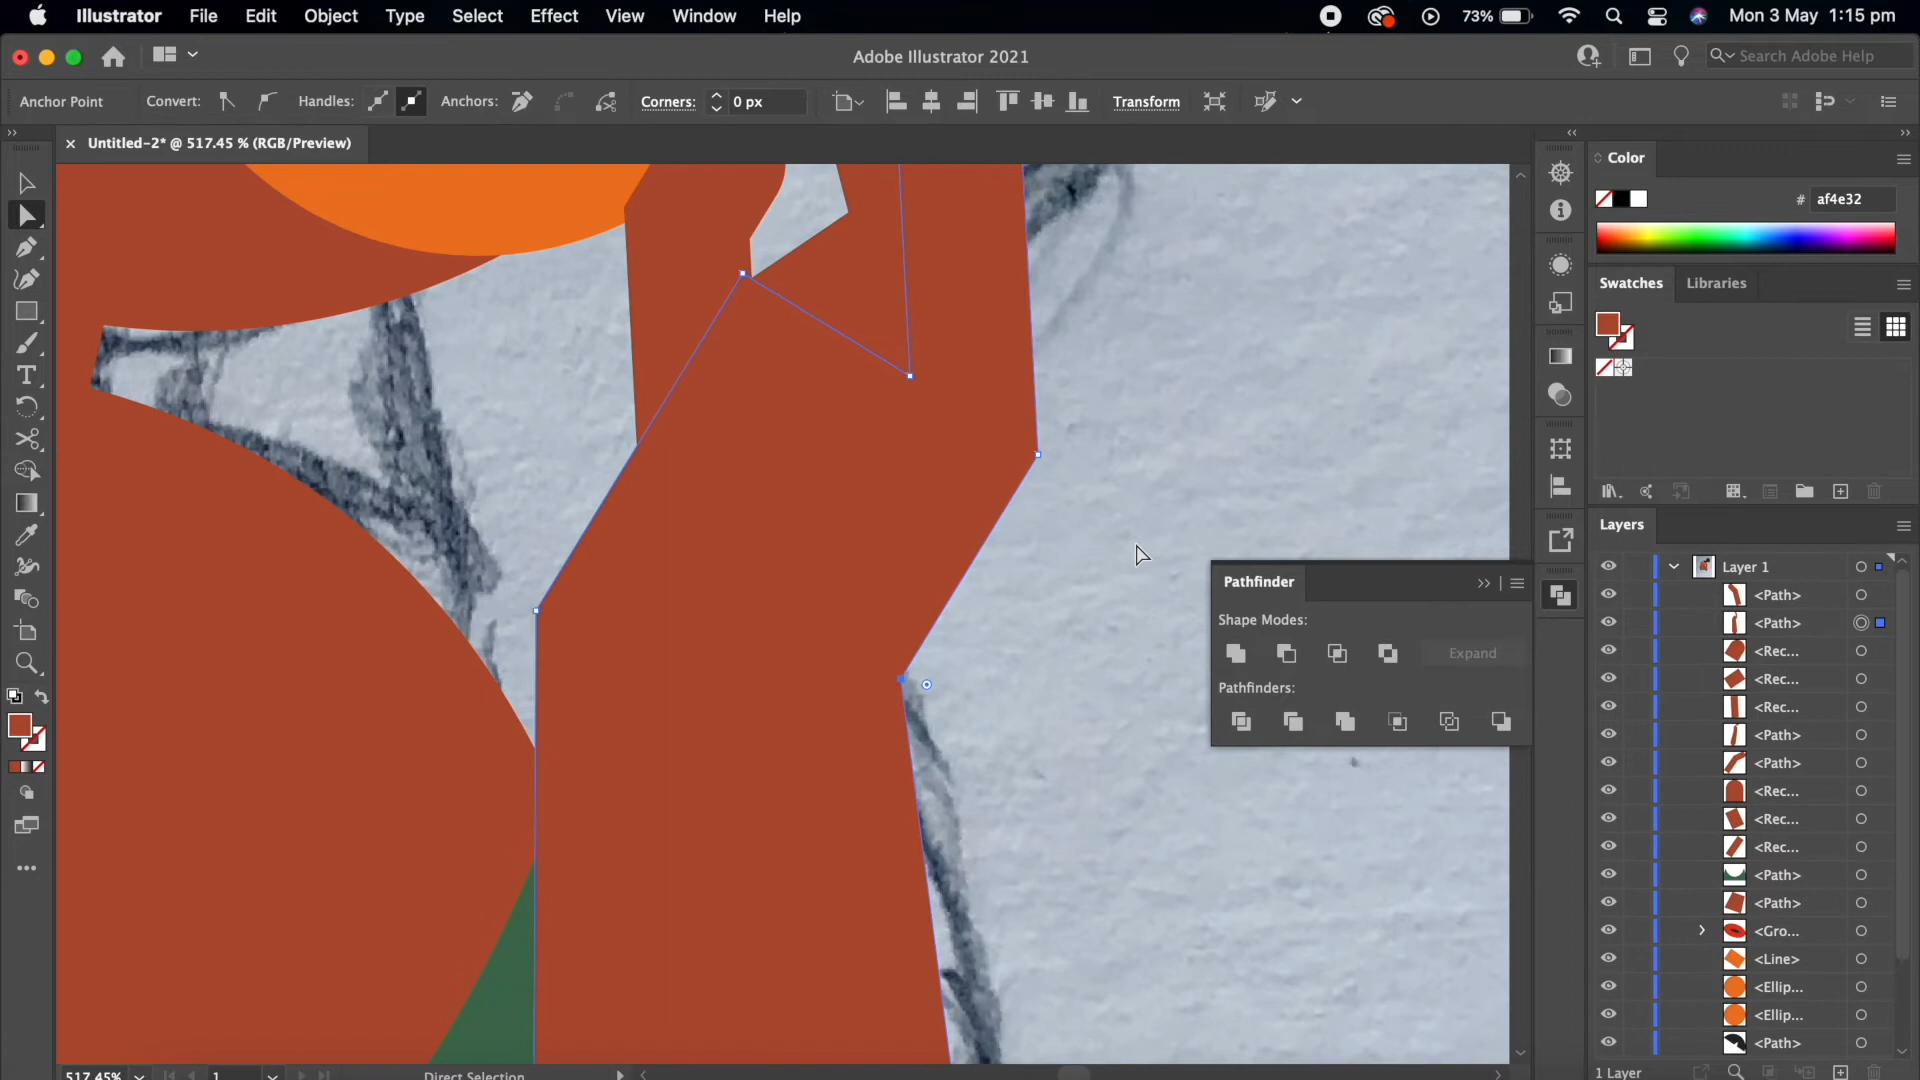 Illustrator File Edit Object Type Select Effect View Window Help 73% Mon 3 May 1:15 pm
Adobe Illustrator 2021 Search Adobe Help
Anchor Point Convert: Handles: Anchors: Corners: 0 px Transform
× Untitled-2* @ 517.45 % (RGB/Preview)
Color
# af4e32
Swatches Libraries
Layers
Layer 1
<Path>
<Path>
<Rec...
<Rec...
<Rec...
<Path>
<Path>
<Rec...
<Rec...
<Rec...
<Path>
<Path>
<Gro...
<Line>
<Ellip...
<Ellip...
<Path>
1 Layer
Pathfinder
Shape Modes:
Expand
Pathfinders:
517.45% 1 Direct Selection